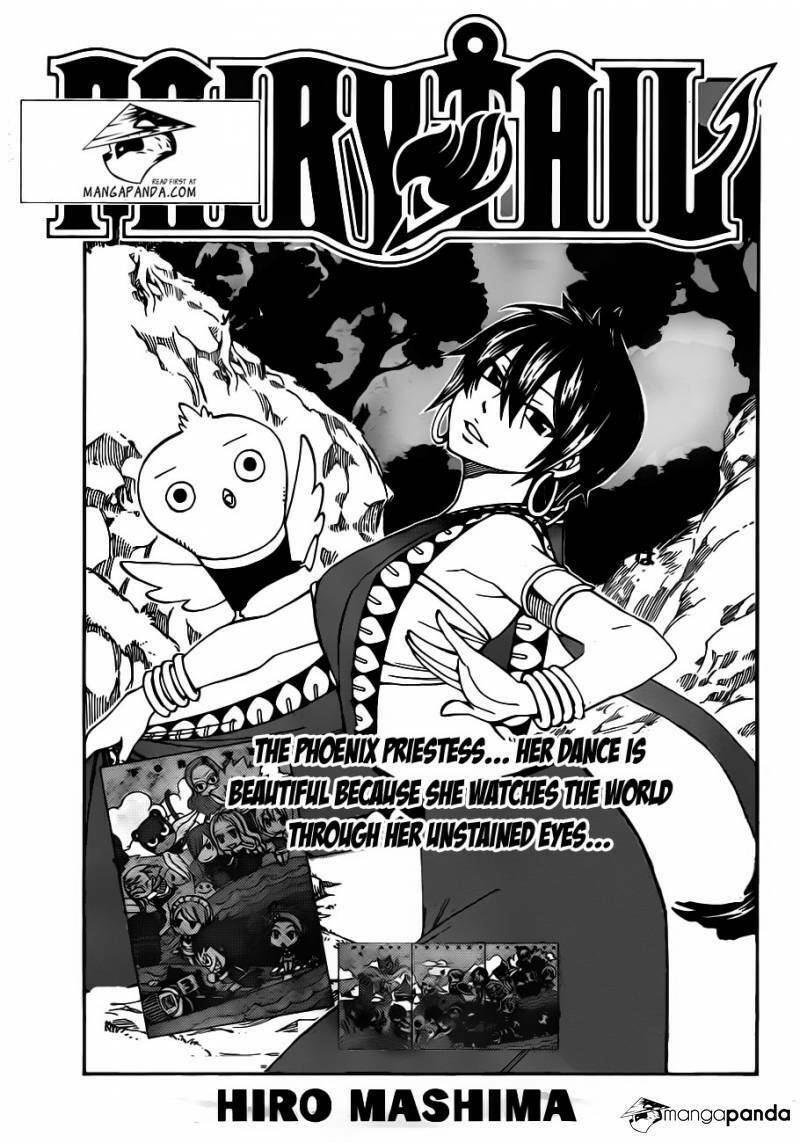 FAIRY TAIL
READ FIRST AT
MANGAPANDA.COM
THE PHOENIX PRIESTESS... HER DANCE IS
BEAUTIFUL BECAUSE SHE WATCHES THE WORLD
THROUGH HER UNSTAINED EYES...
HIRO MASHIMA
mangapanda